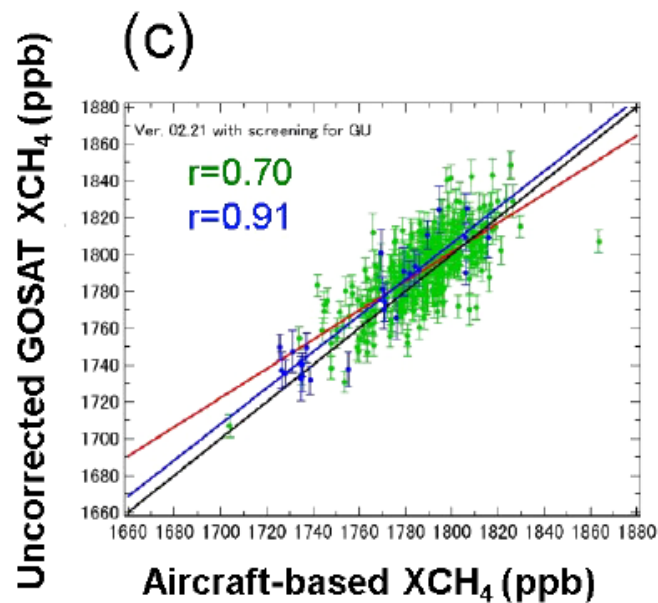 (c)
Uncorrected GOSAT XCH₄ (ppb)
1880
1860
1840
1820
1800
1780
1760
1740
1720
1700
1680
1660
Ver. 02.21 with screening for GU
r=0.70
r=0.91
1660 1680 1700 1720 1740 1760 1780 1800 1820 1840 1860 1880
Aircraft-based XCH₄ (ppb)